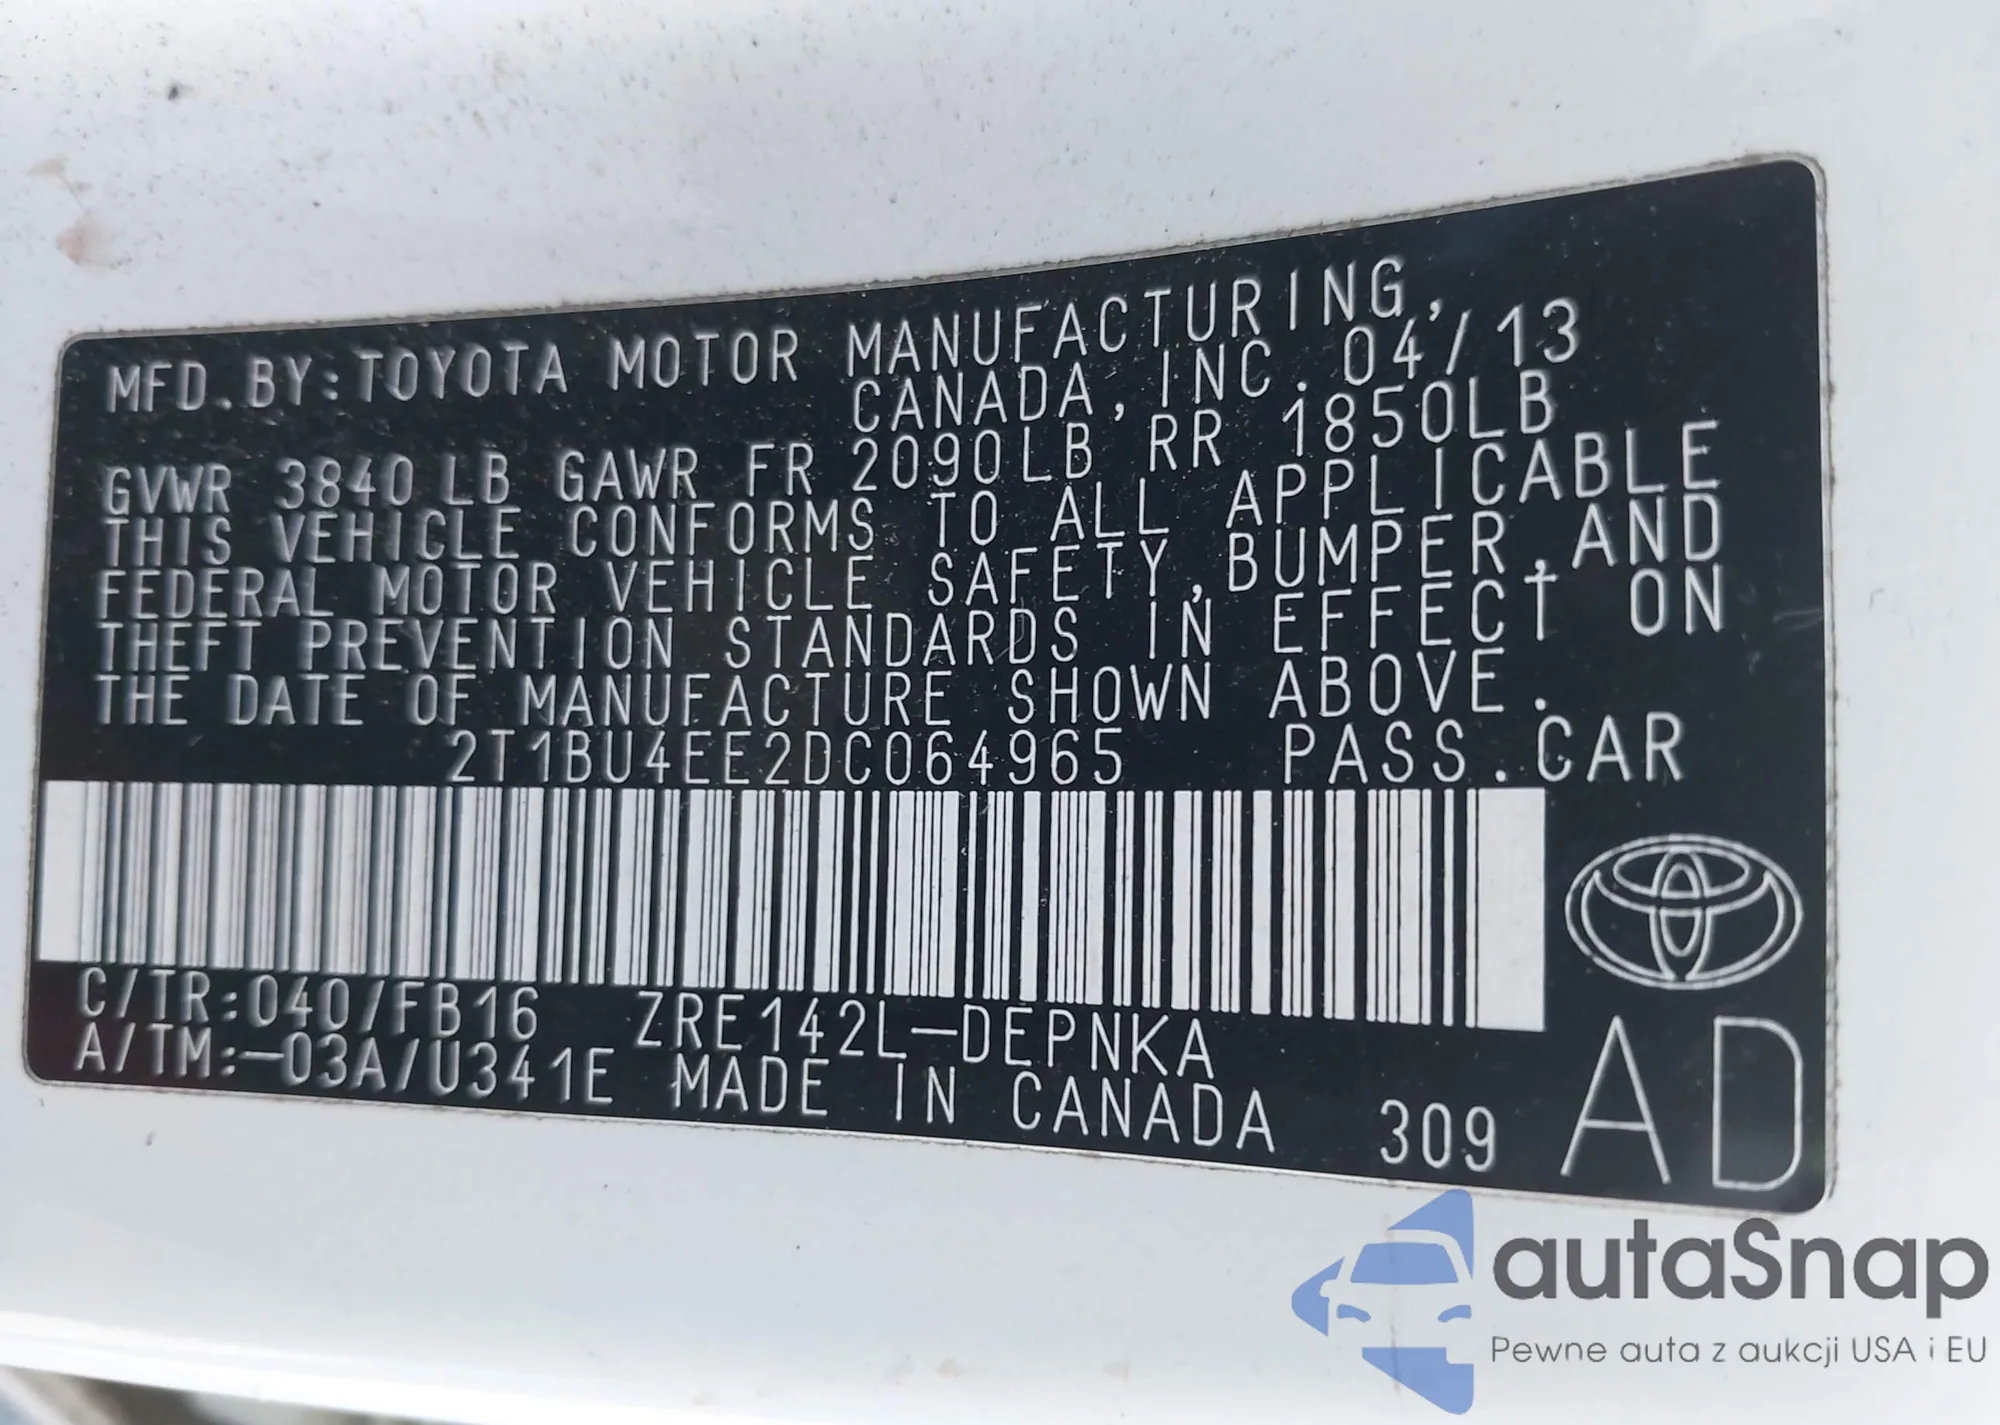 MFD.BY:TOYOTA MOTOR MANUFACTURING,
CANADA,INC. 04/13
GVWR 3840LB GAWR FR 2090LB RR 1850LB
THIS VEHICLE CONFORMS TO ALL APPLICABLE
FEDERAL MOTOR VEHICLE SAFETY,BUMPER,AND
THEFT PREVENTION STANDARDS IN EFFECT ON
THE DATE OF MANUFACTURE SHOWN ABOVE.
2T1BU4EE2DC064965 PASS.CAR
C/TR:040/FB16 ZRE142L-DEPNKA
A/TM:-03A/U341E MADE IN CANADA 309 AD
autaSnap
Pewne auta z aukcji USA i EU